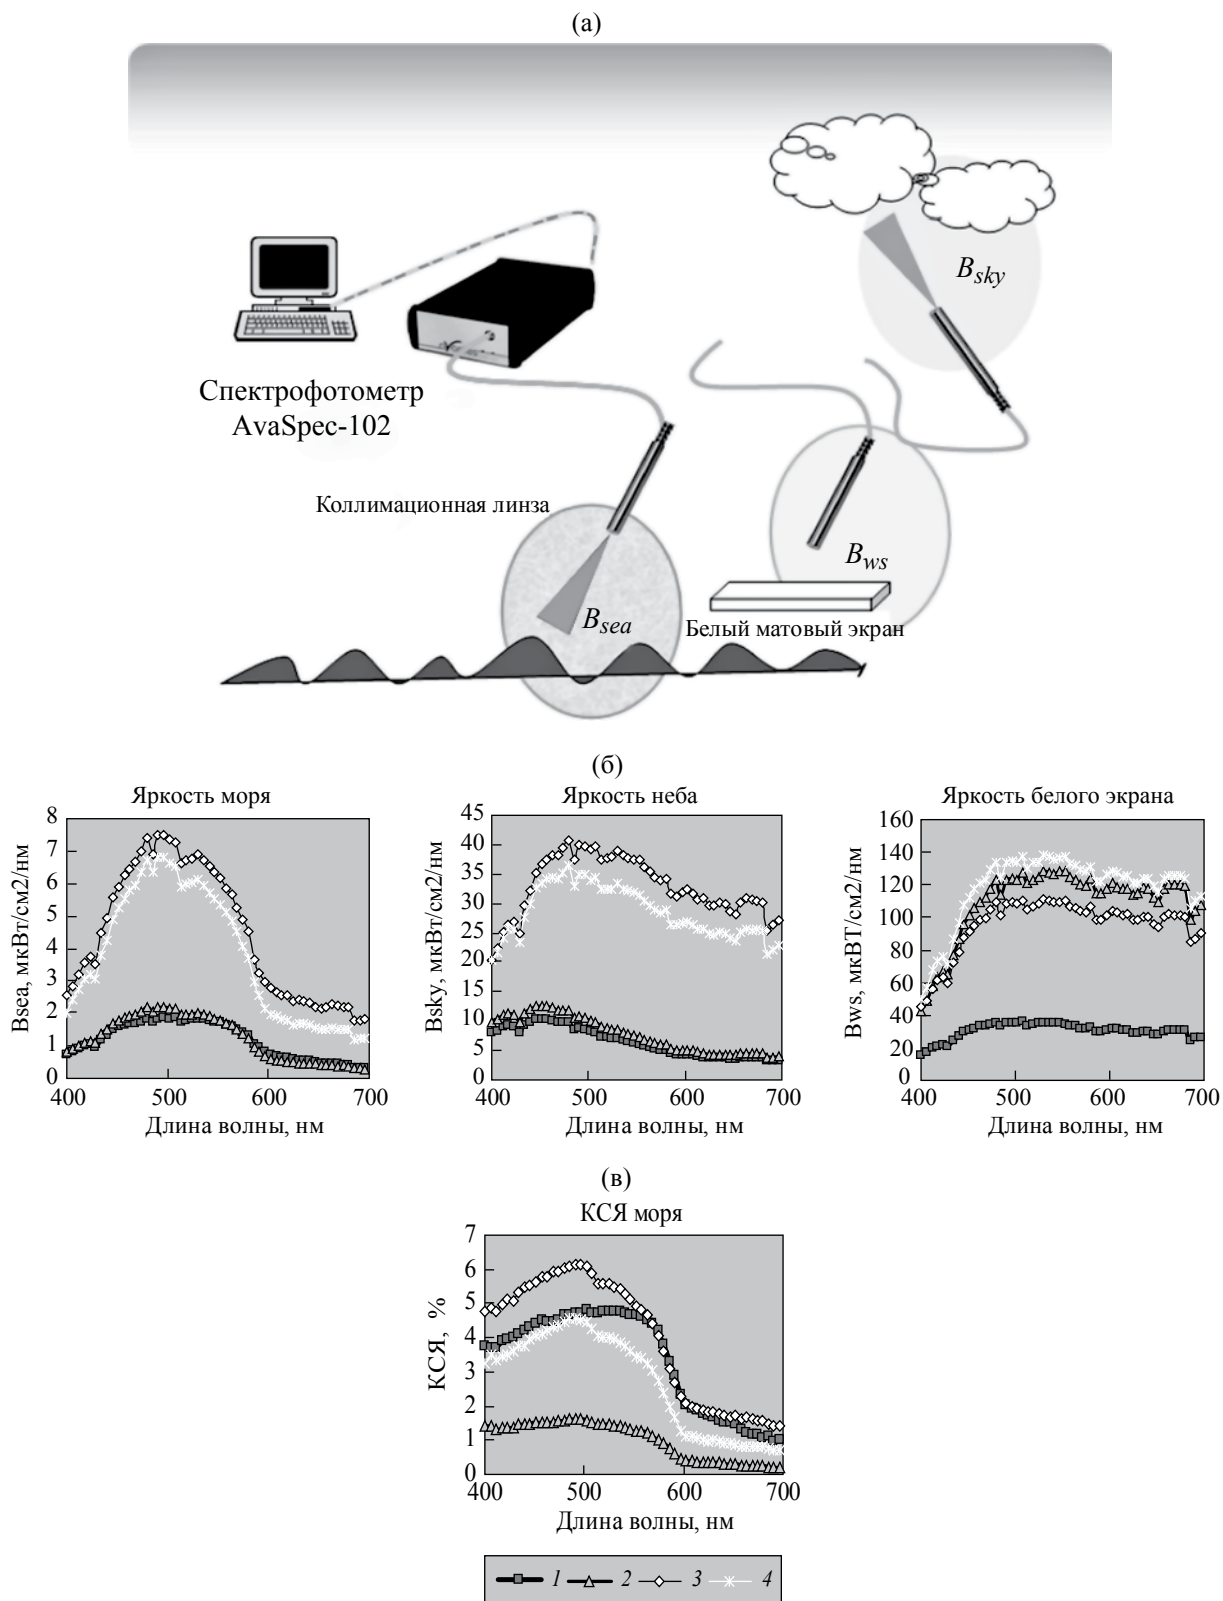 (а)
B_sky
Спектрофотометр
AvaSpec-102
Коллимационная линза
B_ws
B_sea
Белый матовый экран
(б)
Яркость моря
Bsea, мкВт/см2/нм
8
7
6
5
4
3
2
1
0
400 500 600 700
Длина волны, нм
Яркость неба
Bsky, мкВт/см2/нм
45
40
35
30
25
20
15
10
5
0
400 500 600 700
Длина волны, нм
Яркость белого экрана
Bws, мкВТ/см2/нм
160
140
120
100
80
60
40
20
0
400 500 600 700
Длина волны, нм
(в)
КСЯ моря
КСЯ, %
7
6
5
4
3
2
1
0
400 500 600 700
Длина волны, нм
1 2 3 4